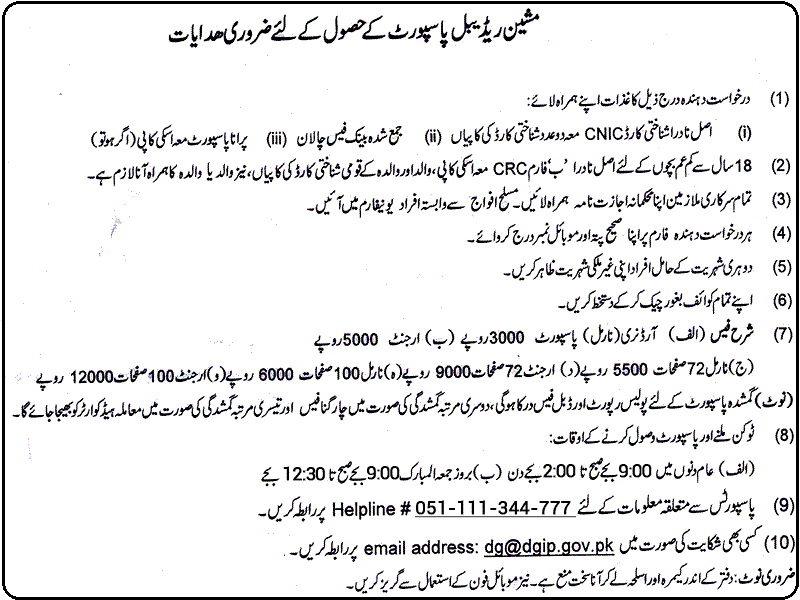 مشین ریڈیبل پاسپورٹ کے حصول کے لئے ضروری ھدایات
(1) درخواست دہندہ درج ذیل کاغذات اپنے ہمراہ لائے:
(i) اصل نادرا شناختی کارڈ CNIC معہ دو عدد شناختی کارڈ کی کاپیاں (ii) جمع شدہ بینک فیس چالان (iii) پرانا پاسپورٹ معہ اسکی کاپی (اگر ہو تو)
(2) 18 سال سے کم عمر بچوں کے لئے اصل نادرا ’ب‘ فارم CRC معہ اسکی کاپی، والد اور والدہ کے قومی شناختی کارڈ کی کاپیاں، نیز والد یا والدہ کا ہمراہ آنا لازم ہے۔
(3) تمام سرکاری ملازمین اپنا محکمانہ اجازت نامہ ہمراہ لائیں۔ مسلح افواج سے وابستہ افراد یونیفارم میں آئیں۔
(4) ہر درخواست دہندہ فارم پر اپنا صحیح پتہ اور موبائل نمبر درج کروائے۔
(5) دوہری شہریت کے حامل افراد اپنی غیر ملکی شہریت ظاہر کریں۔
(6) اپنے تمام کوائف بغور چیک کر کے دستخط کریں۔
(7) شرح فیس (الف) آرڈنری (نارمل) پاسپورٹ 3000 روپے (ب) ارجنٹ 5000 روپے
(ج) نارمل 72 صفحات 5500 روپے (د) ارجنٹ 72 صفحات 9000 روپے (ہ) نارمل 100 صفحات 6000 روپے (و) ارجنٹ 100 صفحات 12000 روپے
(نوٹ) گمشدہ پاسپورٹ کے لئے پولیس رپورٹ اور ڈبل فیس درکار ہوگی، دوسری مرتبہ گمشدگی کی صورت میں چار گنا فیس اور تیسری مرتبہ گمشدگی کی صورت میں معاملہ ہیڈ کوارٹر کو بھیجا جائے گا۔
(8) ٹوکن ملنے اور پاسپورٹ وصول کرنے کے اوقات:
(الف) عام دنوں میں 9:00 بجے صبح تا 2:00 بجے دن (ب) بروز جمعہ المبارک 9:00 بجے صبح تا 12:30 بجے
(9) پاسپورٹس سے متعلقہ معلومات کے لئے Helpline # 051-111-344-777 پر رابطہ کریں۔
(10) کسی بھی شکایت کی صورت میں email address: dg@dgip.gov.pk پر رابطہ کریں۔
ضروری نوٹ: دفتر کے اندر کیمرہ اور اسلحہ لے کر آنا سخت منع ہے۔ نیز موبائل فون کے استعمال سے گریز کریں۔